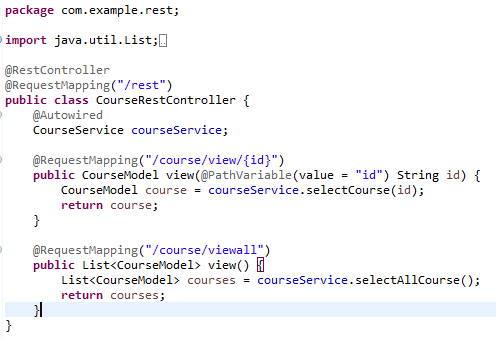 package com.example.rest;
import java.util.List;
@RestController
@RequestMapping("/rest")
public class CourseRestController {
    @Autowired
    CourseService courseService;
    @RequestMapping("/course/view/{id}")
    public CourseModel view(@PathVariable(value = "id") String id) {
        CourseModel course = courseService.selectCourse(id);
        return course;
    }
    @RequestMapping("/course/viewall")
    public List<CourseModel> view() {
        List<CourseModel> courses = courseService.selectAllCourse();
        return courses;
    }
}